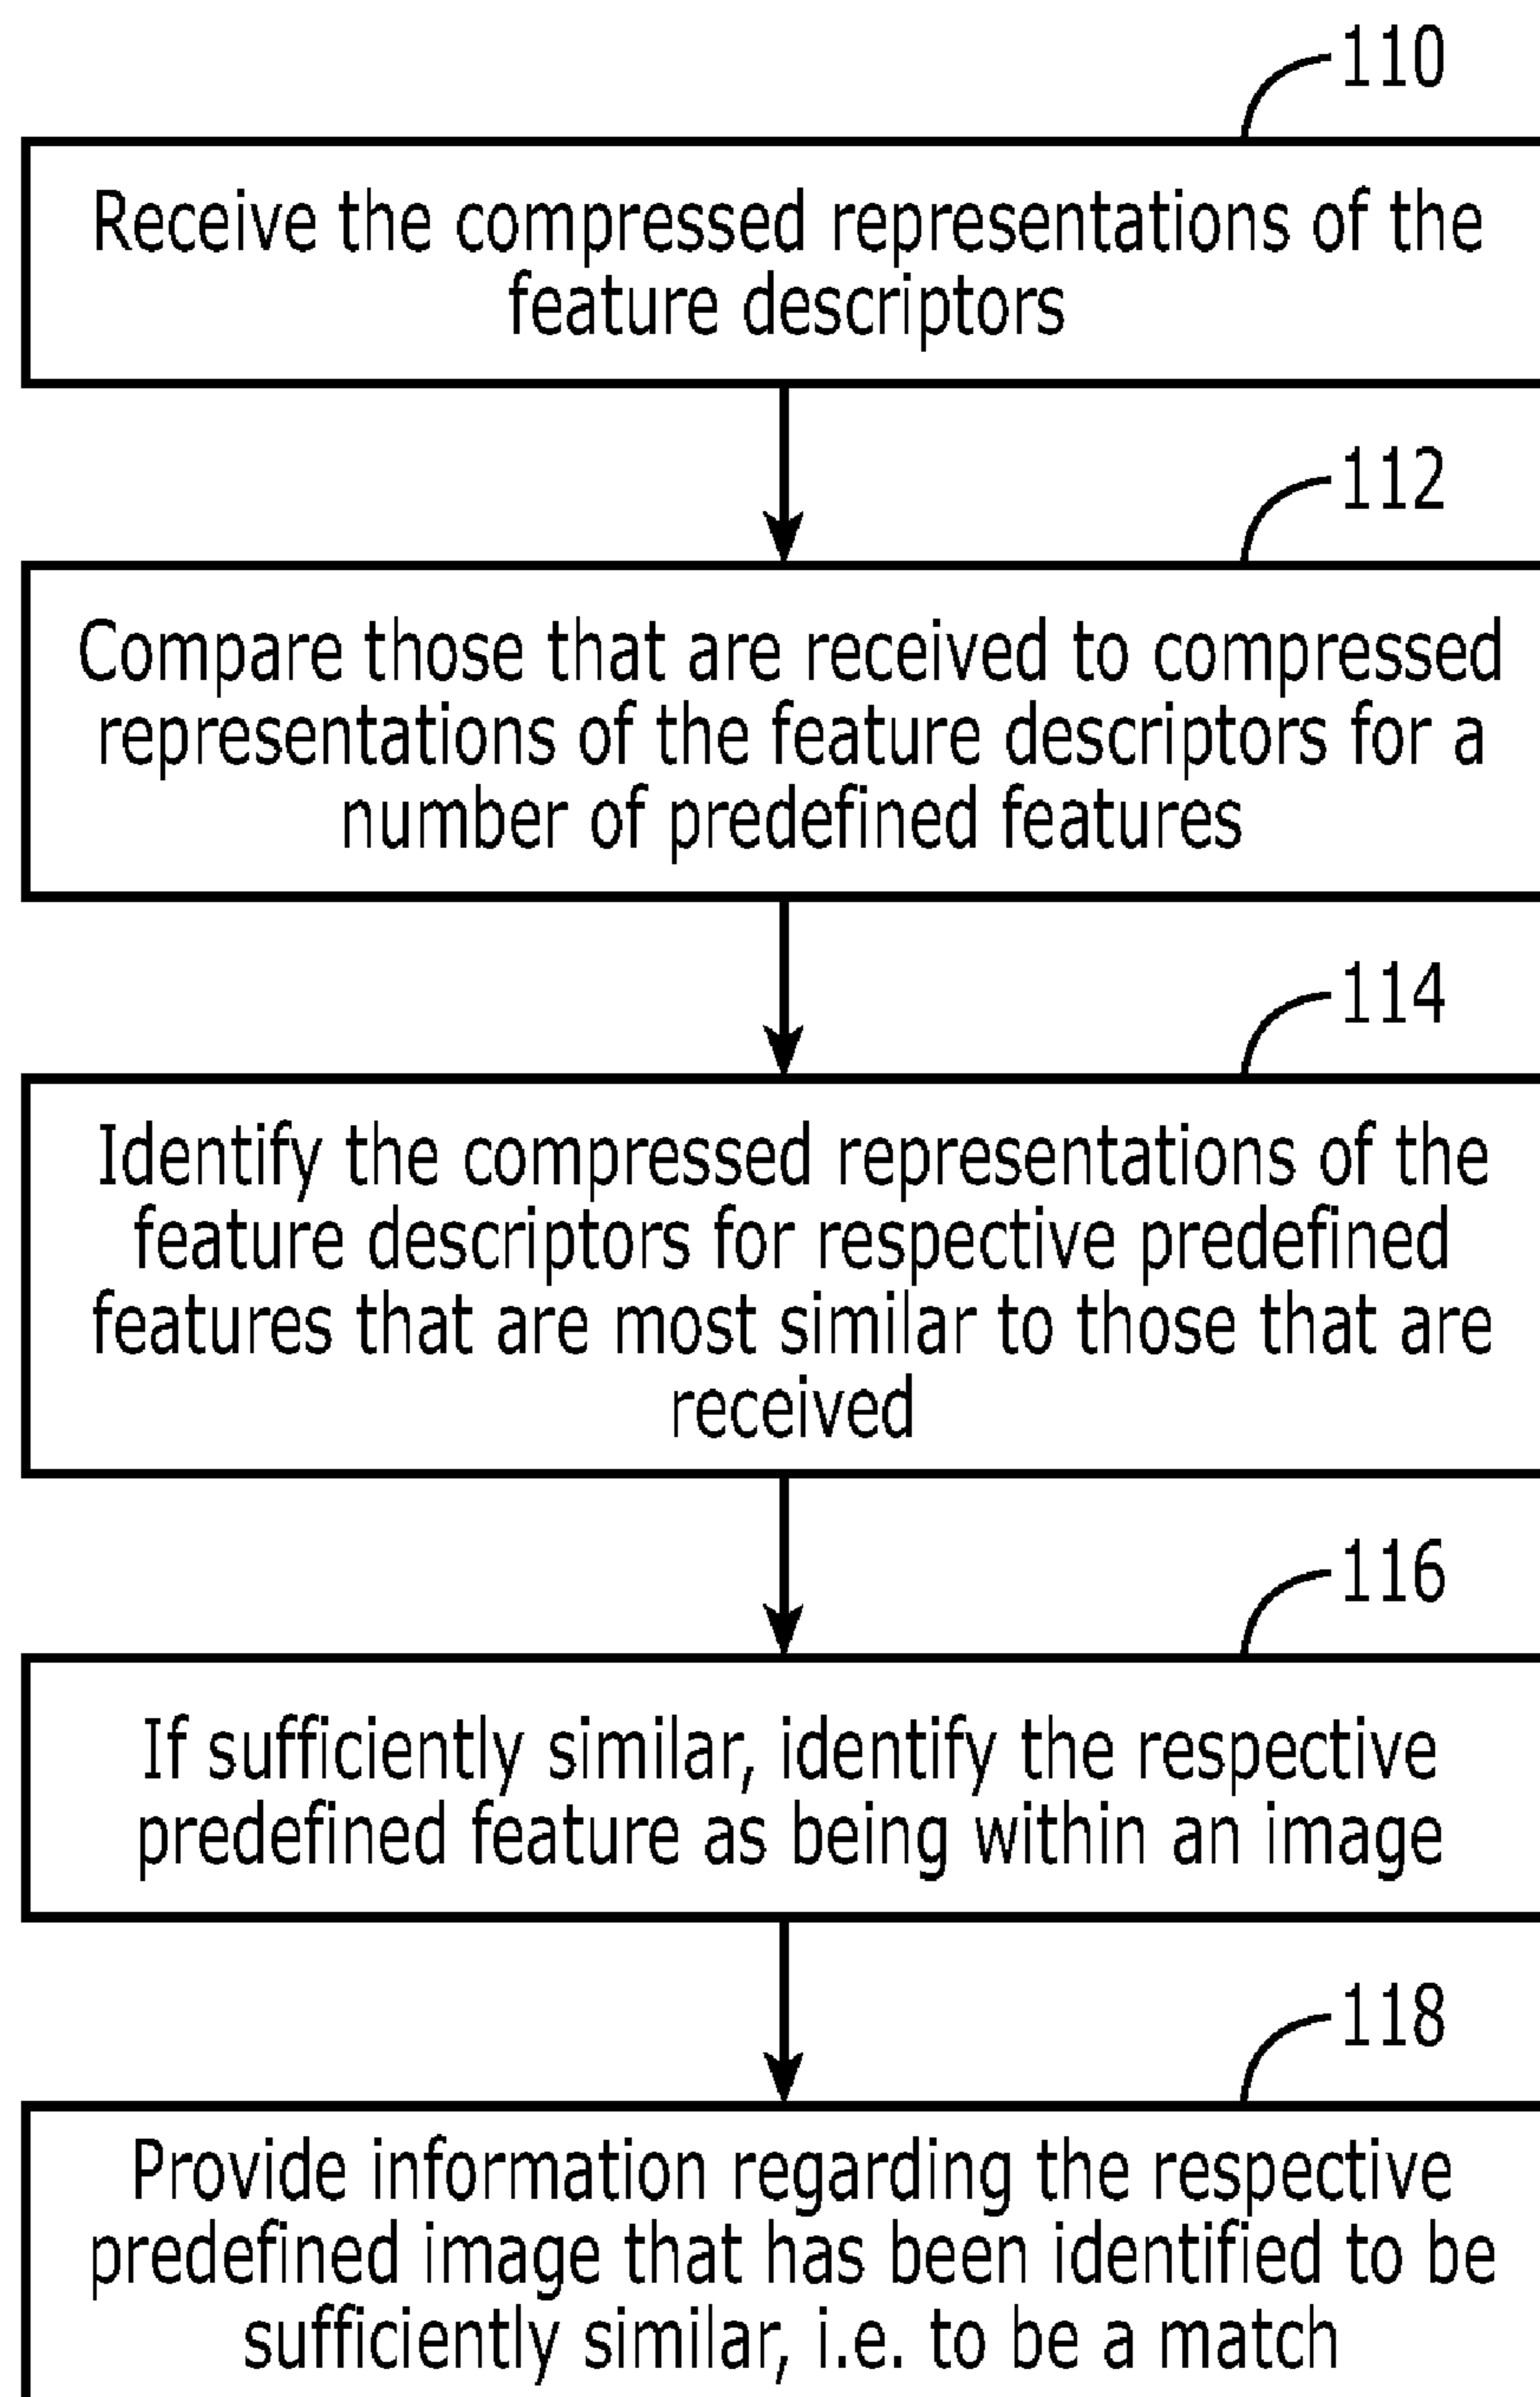 110
Receive the compressed representations of the
feature descriptors
112
Compare those that are received to compressed
representations of the feature descriptors for a
number of predefined features
114
Identify the compressed representations of the
feature descriptors for respective predefined
features that are most similar to those that are
received
116
If sufficiently similar, identify the respective
predefined feature as being within an image
118
Provide information regarding the respective
predefined image that has been identified to be
sufficiently similar, i.e. to be a match